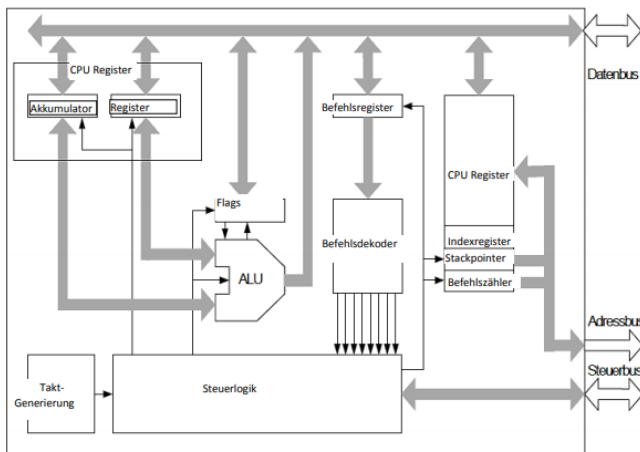 CPU Register
Datenbus
Akkumulator
Register
Befehlsregister
CPU Register
Flags
Befehlsdekoder
Indexregister
ALU
Stackpointer
Befehlszähler
Adressbus
Steuerbus
Takt-
Generierung
Steuerlogik